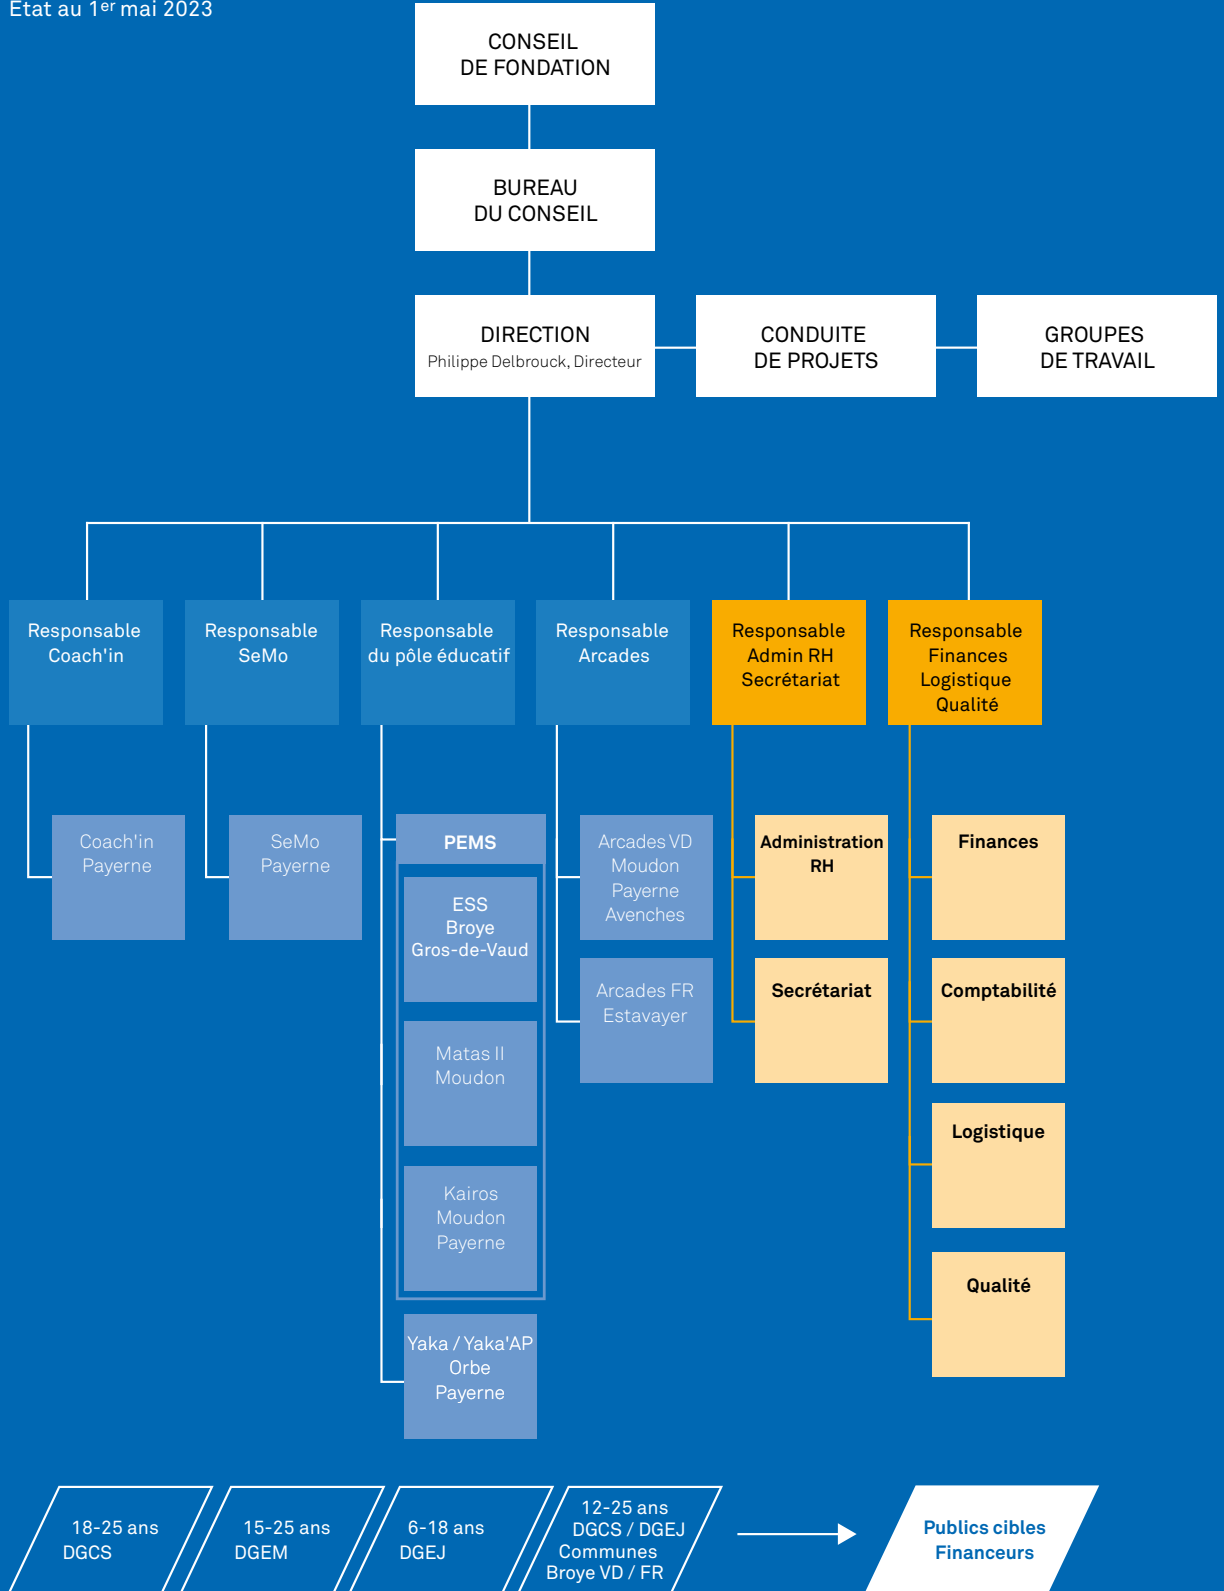 Etat au 1er mai 2023
CONSEIL
DE FONDATION
BUREAU
DU CONSEIL
DIRECTION
Philippe Delbrouck, Directeur
CONDUITE
DE PROJETS
GROUPES
DE TRAVAIL
Responsable
Coach'in
Responsable
SeMo
Responsable
du pôle éducatif
Responsable
Arcades
Responsable
Admin RH
Secrétariat
Responsable
Finances
Logistique
Qualité
Coach'in
Payerne
SeMo
Payerne
PEMS
ESS
Broye
Gros-de-Vaud
Matas II
Moudon
Kairos
Moudon
Payerne
Yaka / Yaka'AP
Orbe
Payerne
Arcades VD
Moudon
Payerne
Avenches
Arcades FR
Estavayer
Administration
RH
Secrétariat
Finances
Comptabilité
Logistique
Qualité
18-25 ans
DGCS
15-25 ans
DGEM
6-18 ans
DGEJ
12-25 ans
DGCS / DGEJ
Communes
Broye VD / FR
Publics cibles
Financeurs